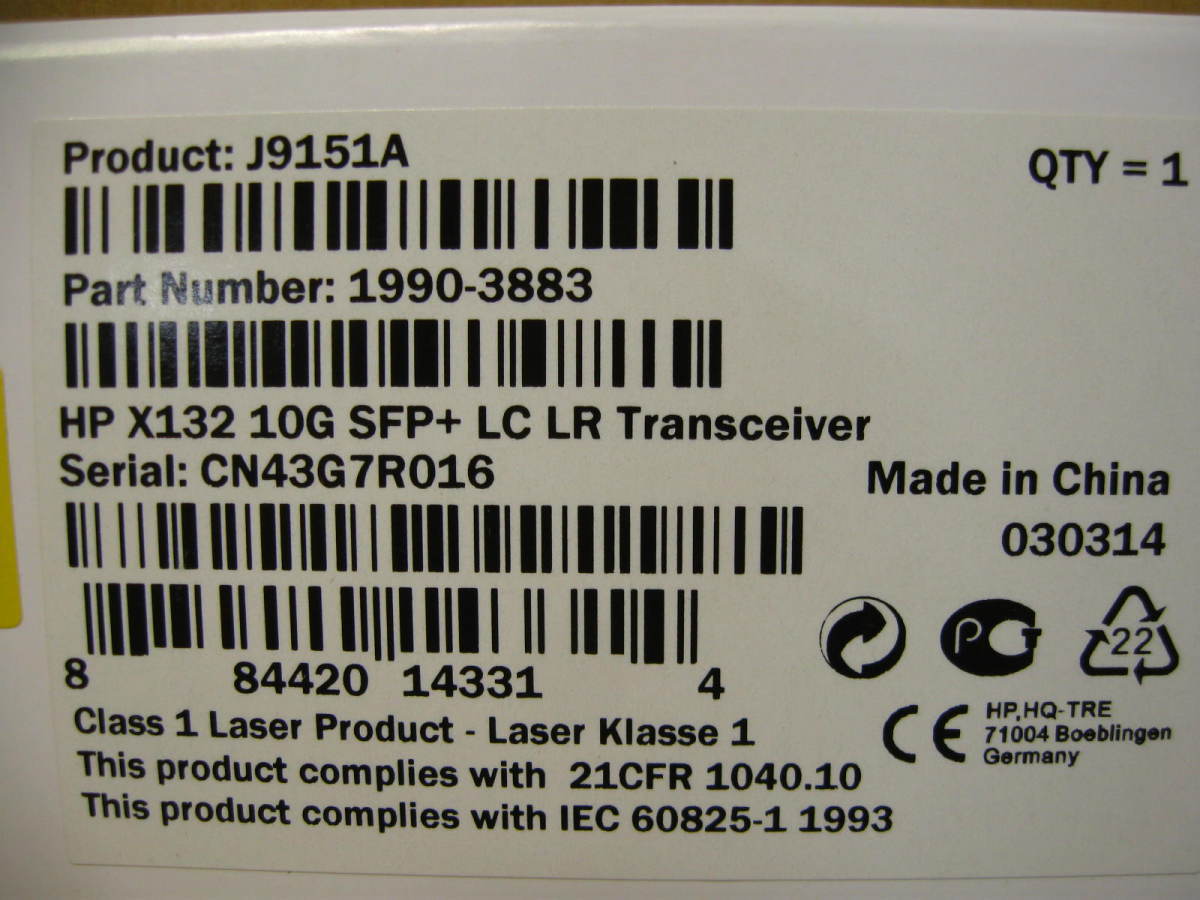 Product: J9151A
QTY = 1
Part Number: 1990-3883
HP X132 10G SFP+ LC LR Transceiver
Serial: CN43G7R016
Made in China
030314
8 84420 14331 4
22
Class 1 Laser Product - Laser Klasse 1
HP,HQ-TRE
71004 Boeblingen
Germany
This product complies with 21CFR 1040.10
This product complies with IEC 60825-1 1993